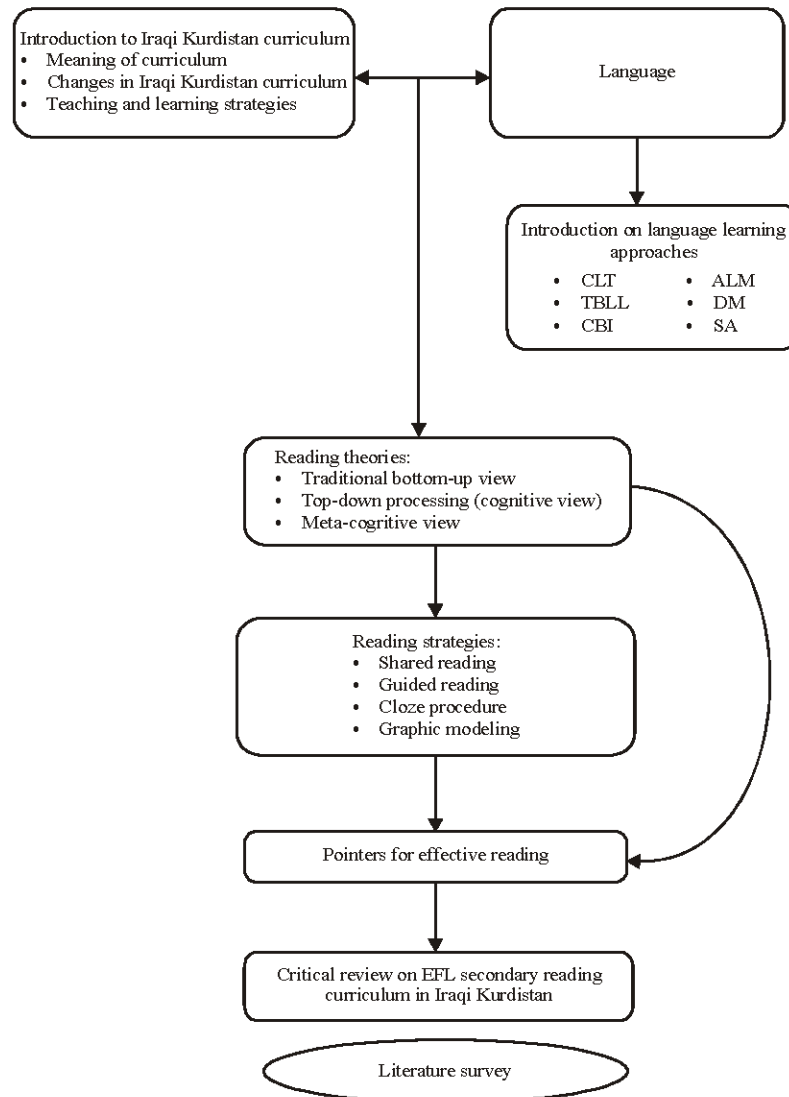 Introduction to Iraqi Kurdistan curriculum
• Meaning of curriculum
• Changes in Iraqi Kurdistan curriculum
• Teaching and learning strategies
Language
Introduction on language learning
approaches
• CLT • ALM
• TBLL • DM
• CBI • SA
Reading theories:
• Traditional bottom-up view
• Top-down processing (cognitive view)
• Meta-cogritive view
Reading strategies:
• Shared reading
• Guided reading
• Cloze procedure
• Graphic modeling
Pointers for effective reading
Critical review on EFL secondary reading
curriculum in Iraqi Kurdistan
Literature survey